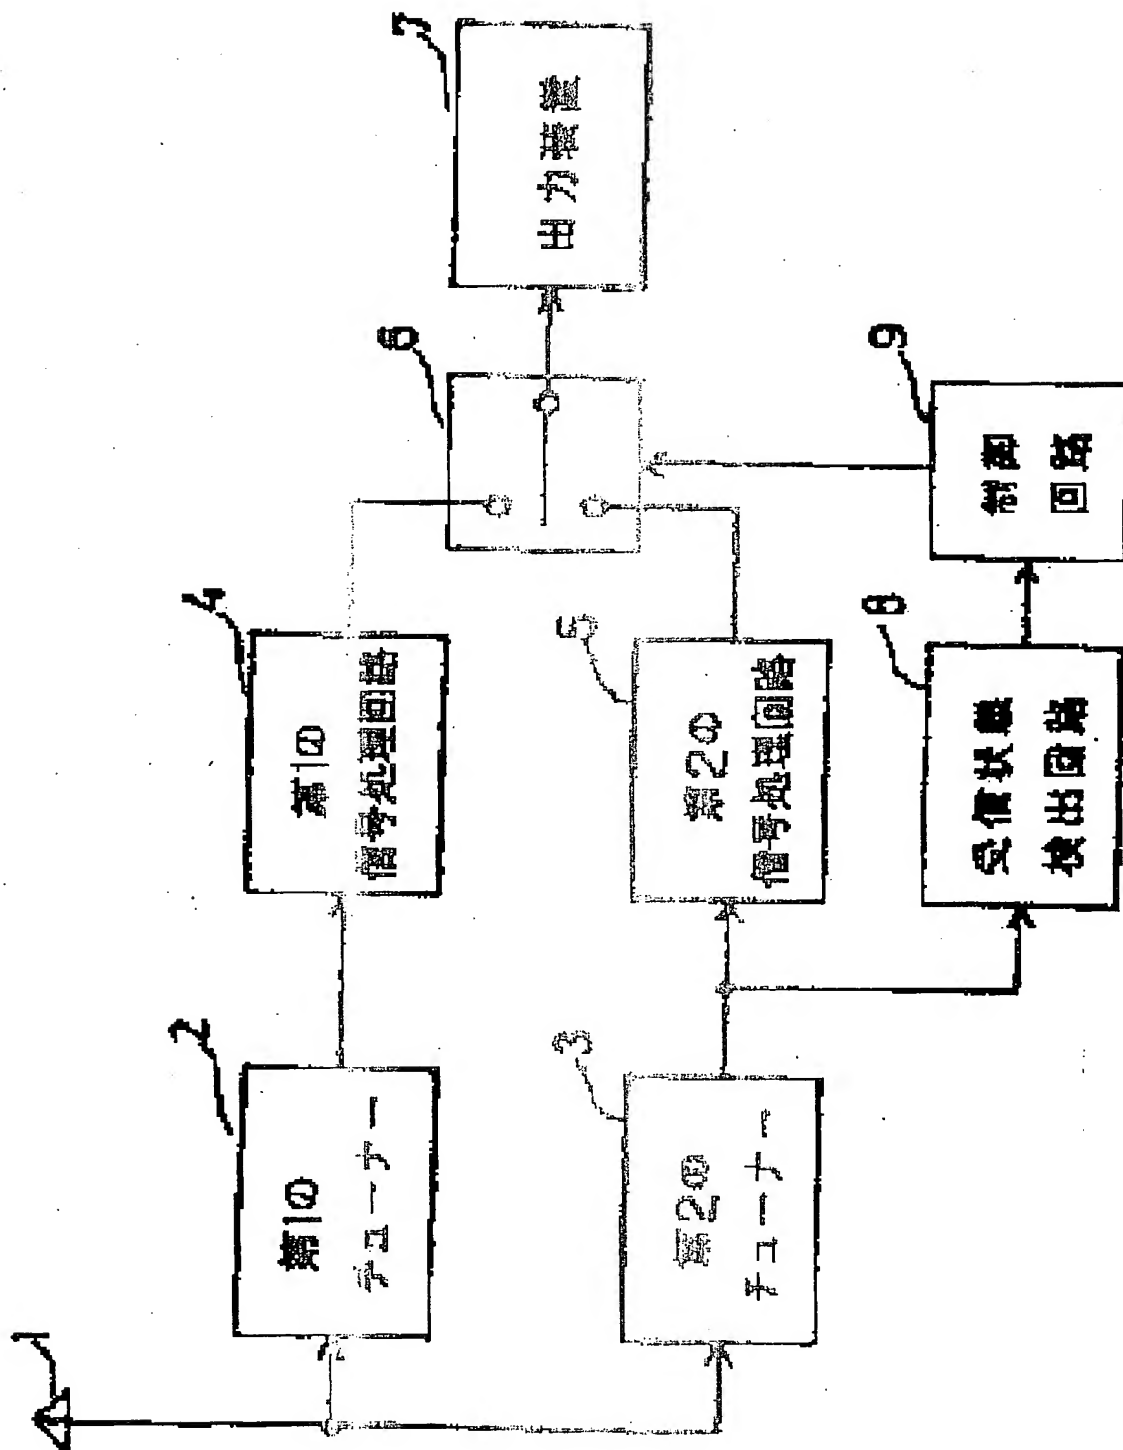 1
2
第1の
チューナー
4
第1の
信号処理回路
6
7
出力装置
3
第2の
チューナー
5
第2の
信号処理回路
8
受信状態
検出回路
9
制御
回路